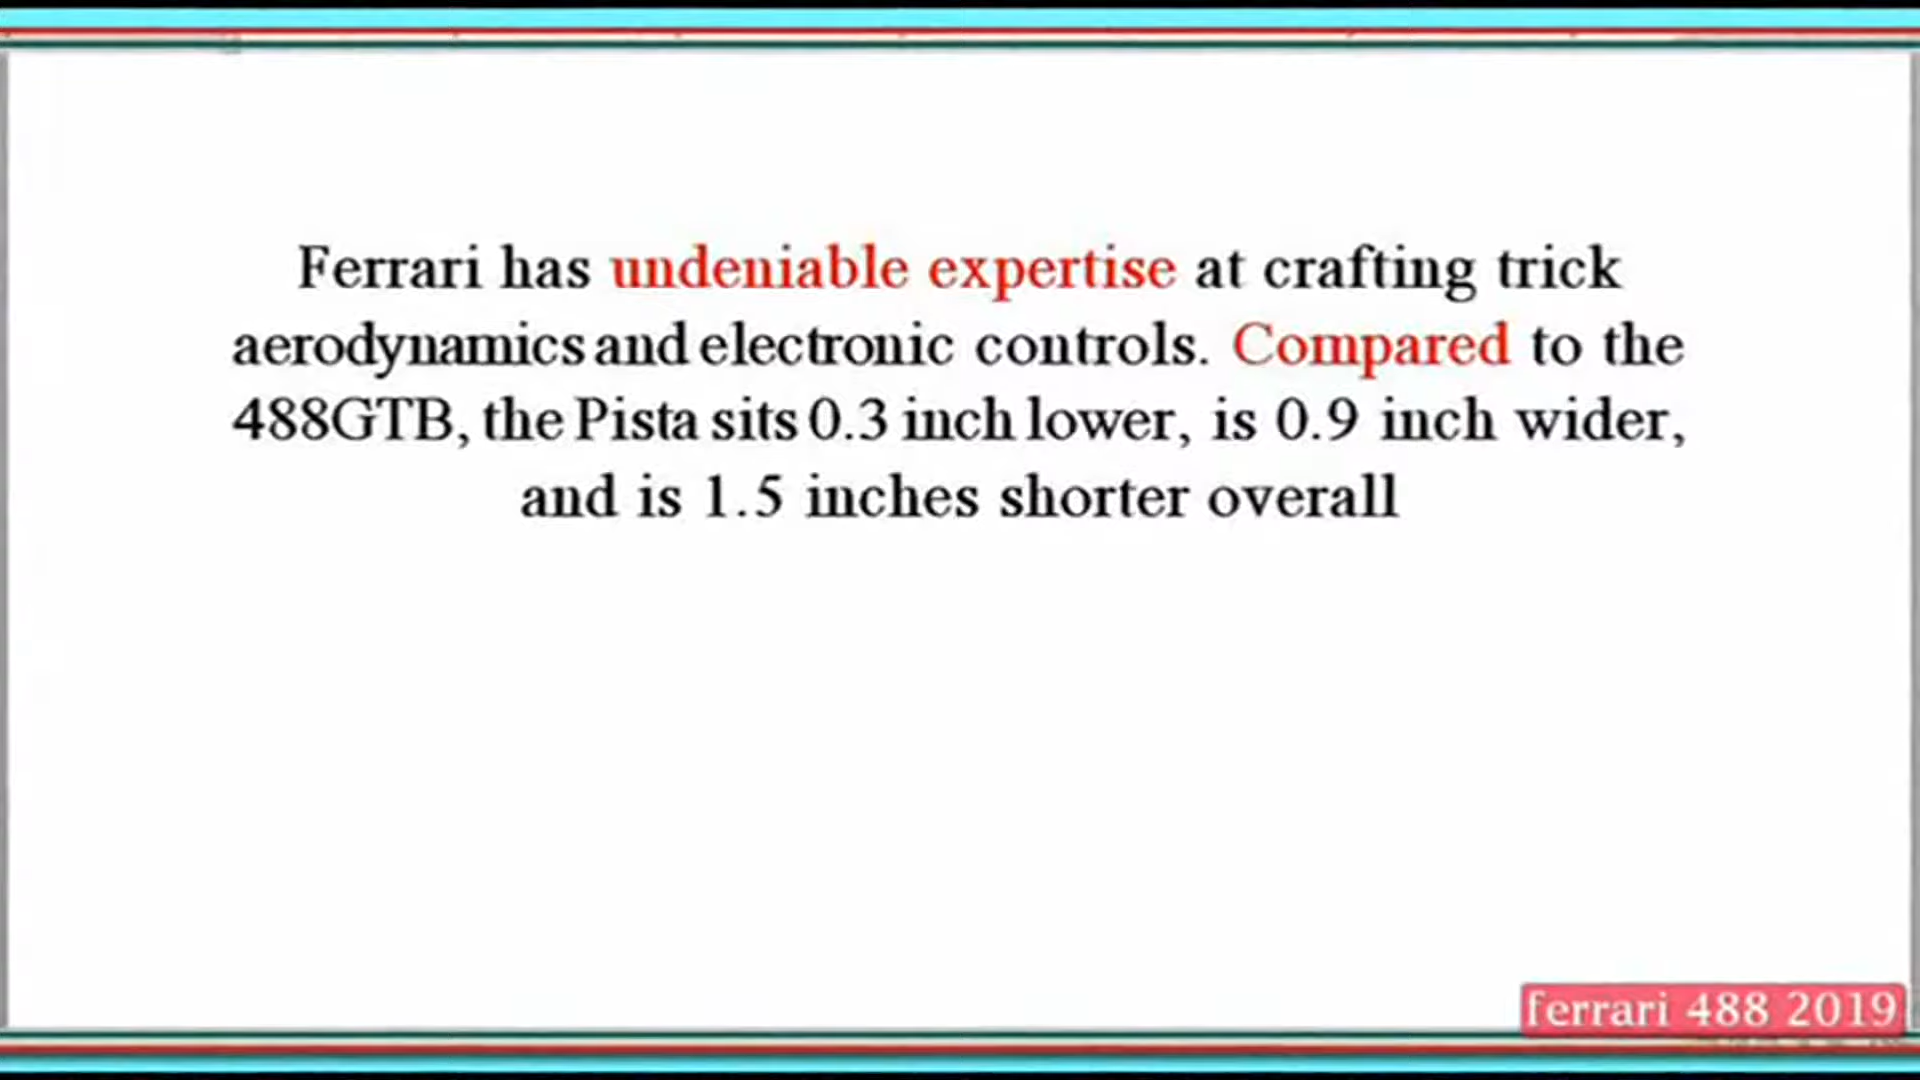 Ferrari has undeniable expertise at crafting trick
aerodynamics and electronic controls. Compared to the
488GTB, the Pista sits 0.3 inch lower, is 0.9 inch wider,
and is 1.5 inches shorter overall
ferrari 488 2019